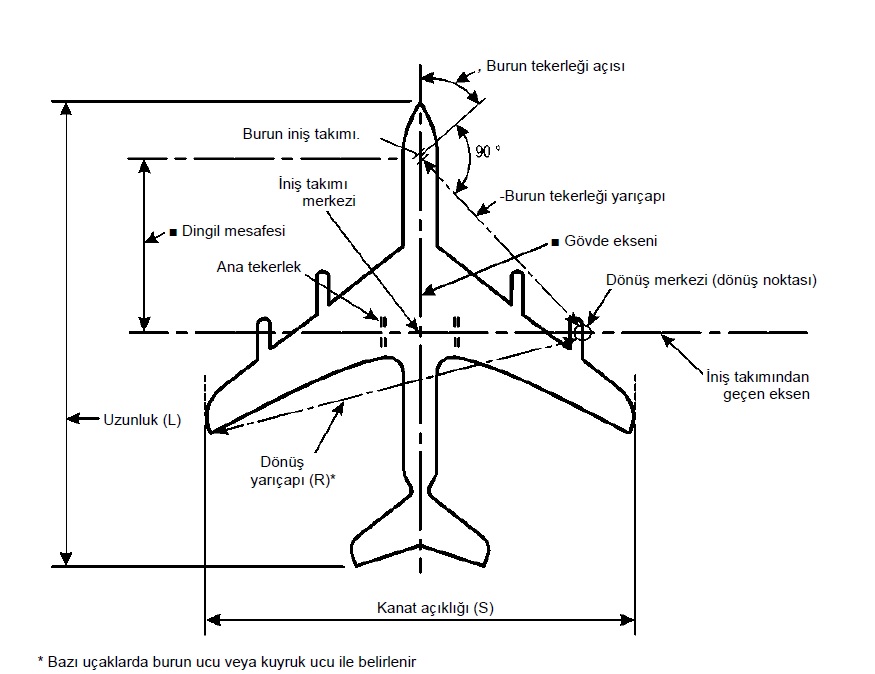 , Burun tekerleği açısı
Burun iniş takımı.
90 °
İniş takımı
merkezi
-Burun tekerleği yarıçapı
■ Dingil mesafesi
■ Gövde ekseni
Ana tekerlek
Dönüş merkezi (dönüş noktası)
İniş takımından
geçen eksen
Uzunluk (L)
Dönüş
yarıçapı (R)*
Kanat açıklığı (S)
* Bazı uçaklarda burun ucu veya kuyruk ucu ile belirlenir